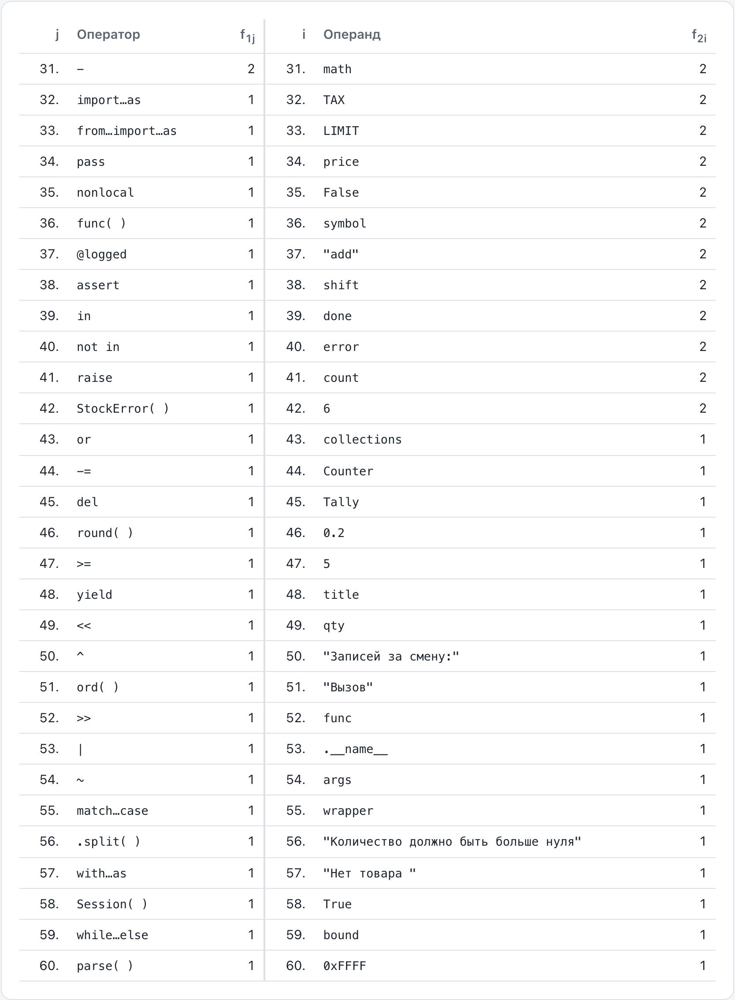 j Оператор f1j i Операнд f2i
31. − 2 31. math 2
32. import…as 1 32. TAX 2
33. from…import…as 1 33. LIMIT 2
34. pass 1 34. price 2
35. nonlocal 1 35. False 2
36. func( ) 1 36. symbol 2
37. @logged 1 37. "add" 2
38. assert 1 38. shift 2
39. in 1 39. done 2
40. not in 1 40. error 2
41. raise 1 41. count 2
42. StockError( ) 1 42. 6 2
43. or 1 43. collections 1
44. −= 1 44. Counter 1
45. del 1 45. Tally 1
46. round( ) 1 46. 0.2 1
47. >= 1 47. 5 1
48. yield 1 48. title 1
49. << 1 49. qty 1
50. ^ 1 50. "Записей за смену:" 1
51. ord( ) 1 51. "Вызов" 1
52. >> 1 52. func 1
53. | 1 53. .__name__ 1
54. ~ 1 54. args 1
55. match…case 1 55. wrapper 1
56. .split( ) 1 56. "Количество должно быть больше нуля" 1
57. with…as 1 57. "Нет товара " 1
58. Session( ) 1 58. True 1
59. while…else 1 59. bound 1
60. parse( ) 1 60. 0xFFFF 1